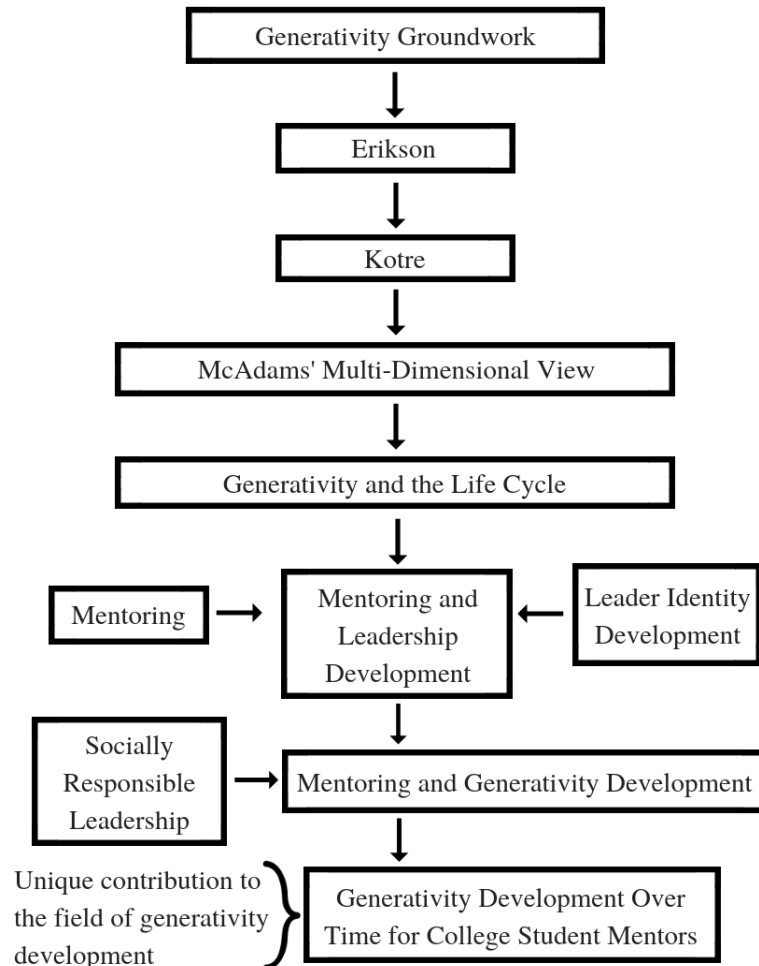 Generativity Groundwork
Erikson
Kotre
McAdams' Multi-Dimensional View
Generativity and the Life Cycle
Mentoring
Mentoring and
Leadership
Development
Leader Identity
Development
Socially
Responsible
Leadership
Mentoring and Generativity Development
Unique contribution to
the field of generativity
development
Generativity Development Over
Time for College Student Mentors